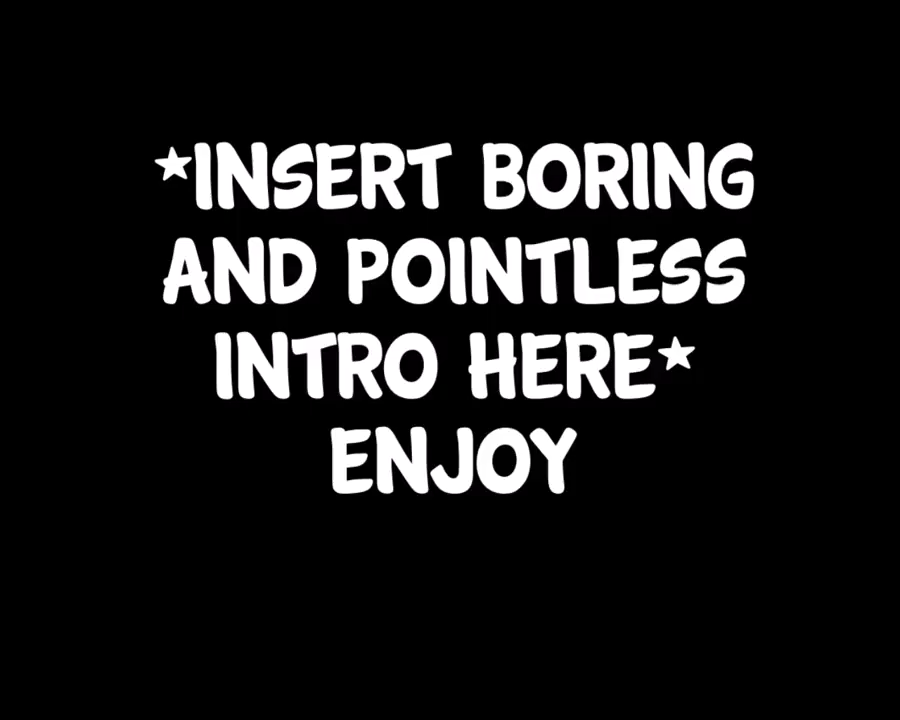 *INSERT BORING
AND POINTLESS
INTRO HERE*
ENJOY